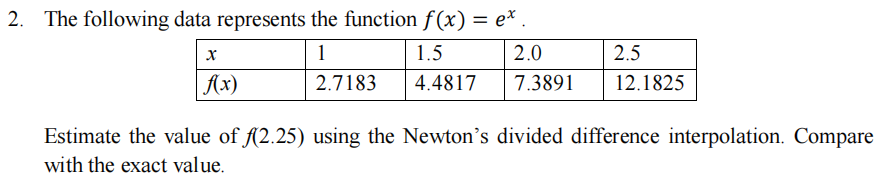 2. The following data represents the function f(x) = eˣ .
x 1 1.5 2.0 2.5
f(x) 2.7183 4.4817 7.3891 12.1825
Estimate the value of f(2.25) using the Newton's divided difference interpolation. Compare
with the exact value.